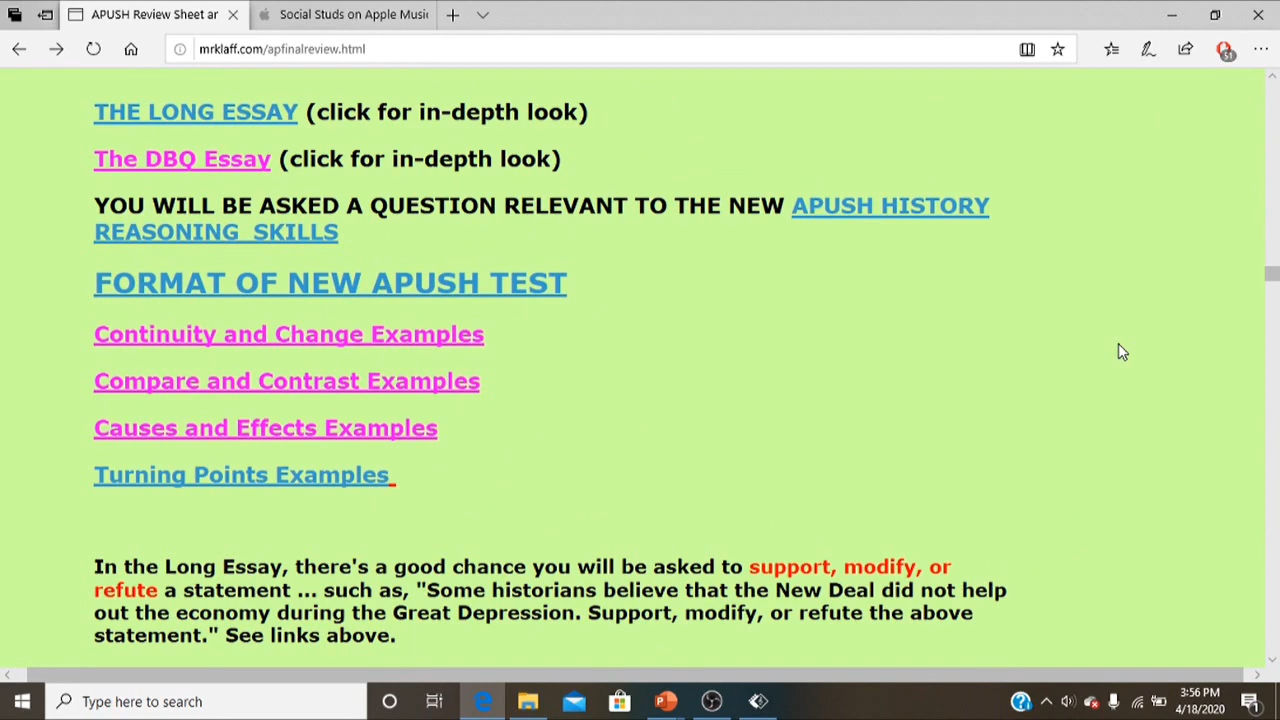 APUSH Review Sheet ar
Social Studs on Apple Music
mrklaff.com/apfinalreview.html
51
THE LONG ESSAY (click for in-depth look)
The DBQ Essay (click for in-depth look)
YOU WILL BE ASKED A QUESTION RELEVANT TO THE NEW APUSH HISTORY
REASONING SKILLS
FORMAT OF NEW APUSH TEST
Continuity and Change Examples
Compare and Contrast Examples
Causes and Effects Examples
Turning Points Examples
In the Long Essay, there's a good chance you will be asked to support, modify, or
refute a statement ... such as, "Some historians believe that the New Deal did not help
out the economy during the Great Depression. Support, modify, or refute the above
statement." See links above.
Type here to search
3:56 PM
4/18/2020
1